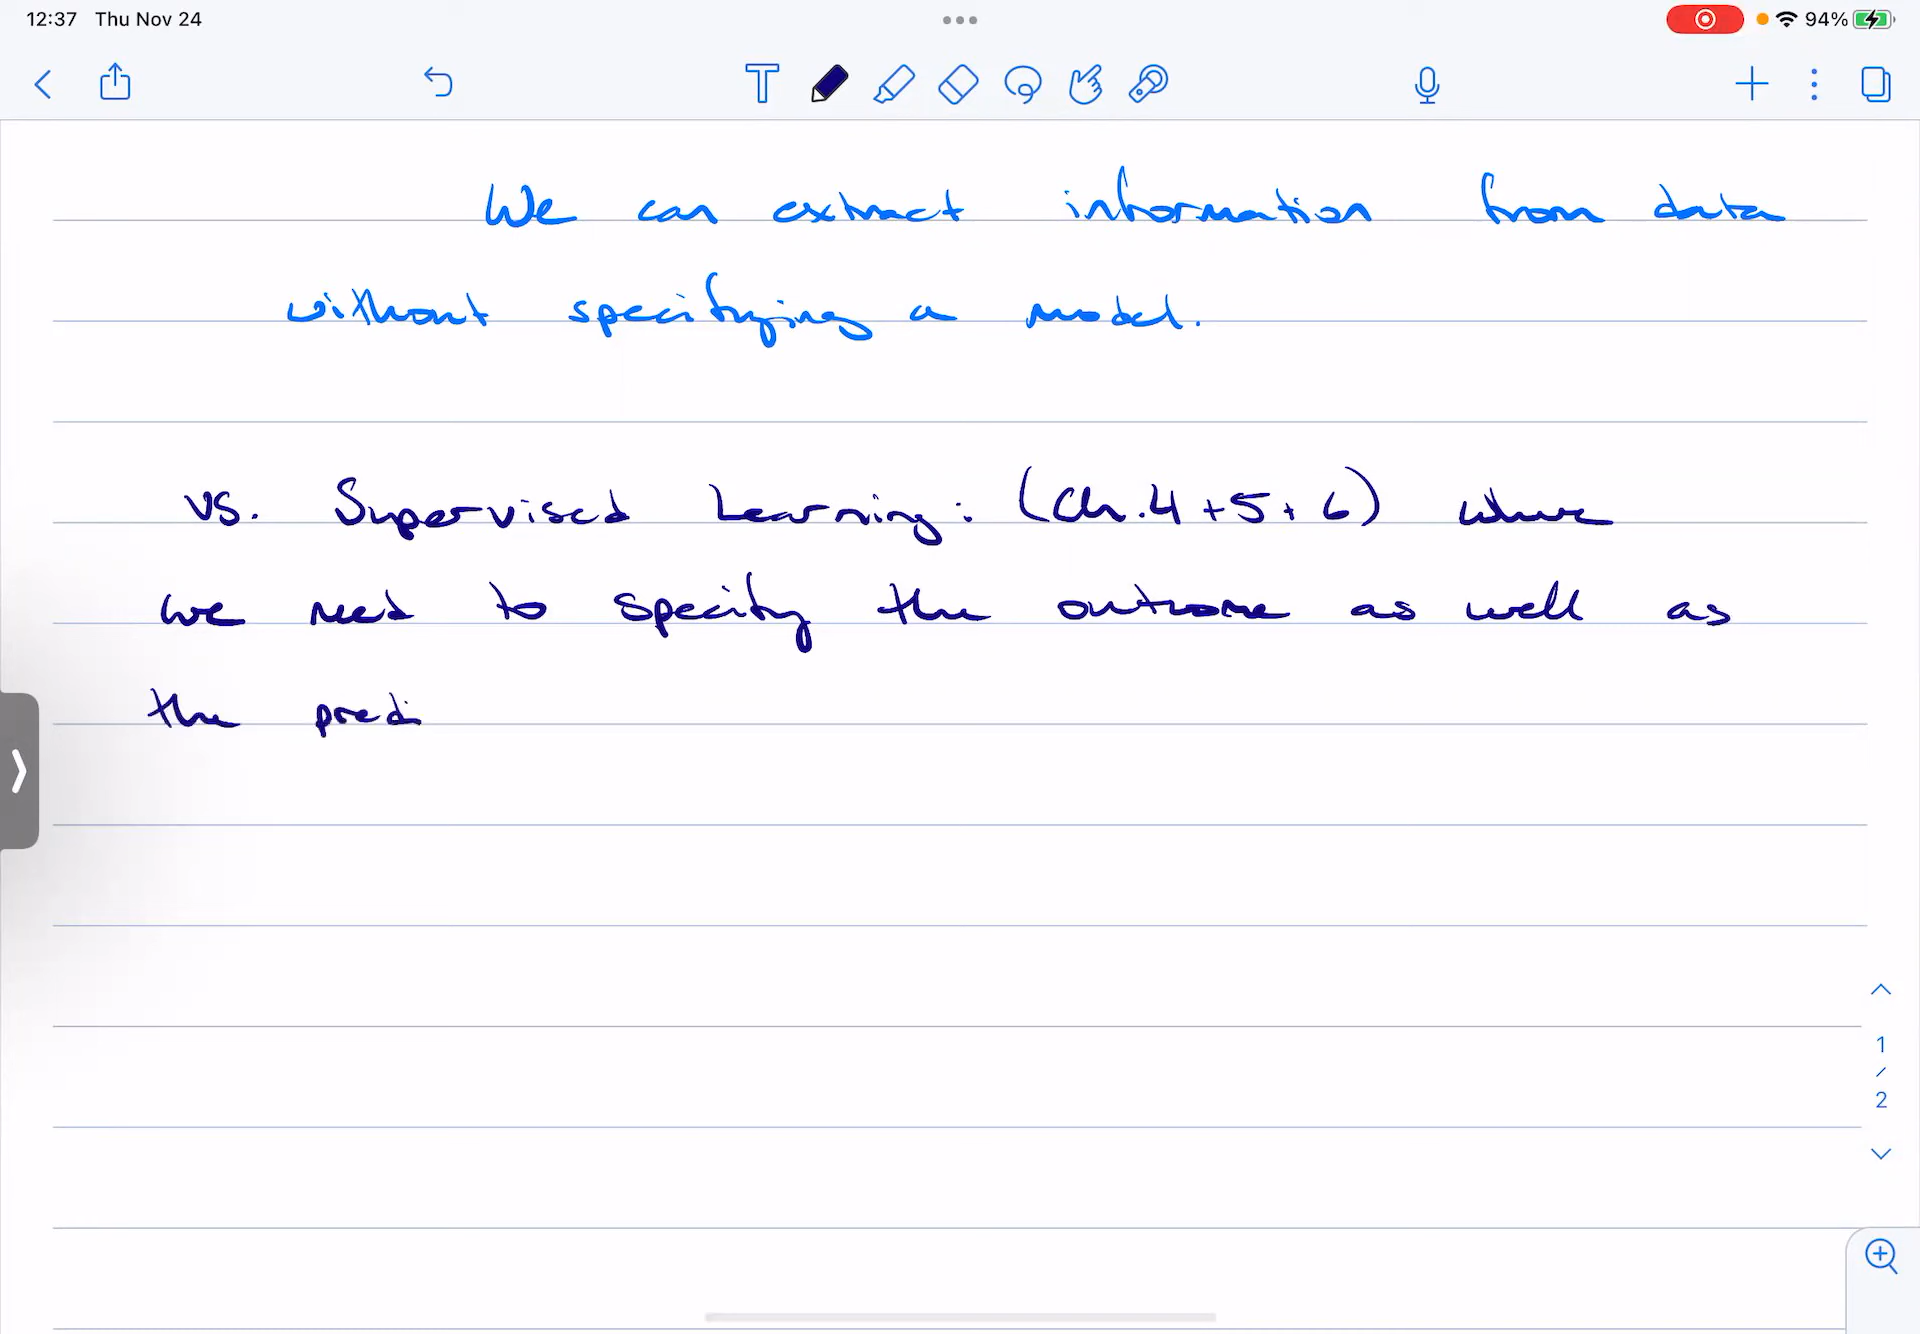 12:37 Thu Nov 24
94%
T
We can extract information from data
without specifying a model.
vs. Supervised Learning: (Ch. 4 + 5 + 6) where
we need to specify the outcome as well as
the predi
1
/
2